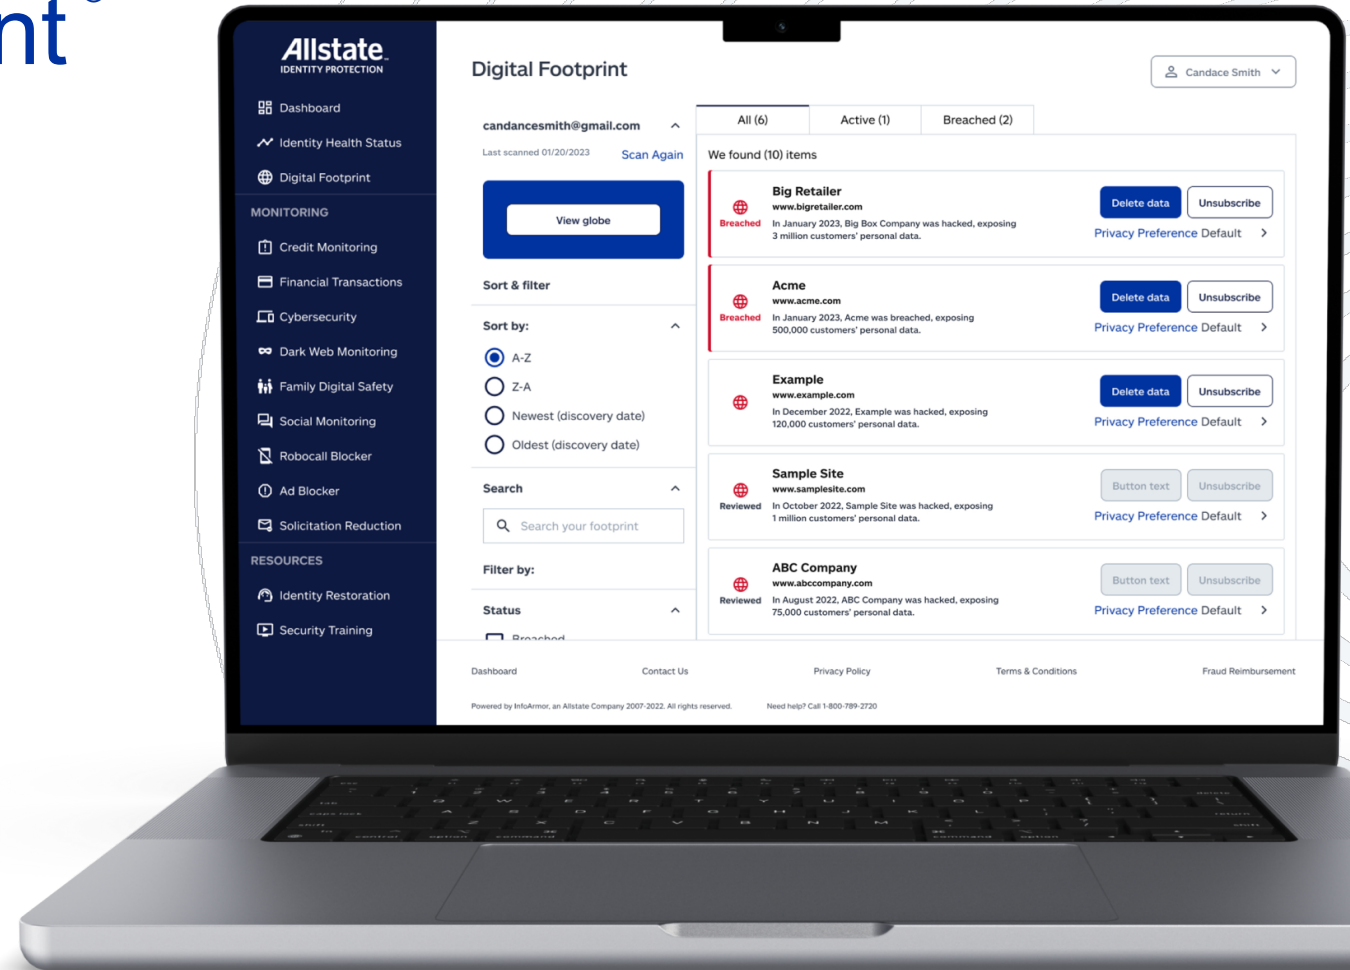 nt
Allstate
IDENTITY PROTECTION
Dashboard
Identity Health Status
Digital Footprint
MONITORING
Credit Monitoring
Financial Transactions
Cybersecurity
Dark Web Monitoring
Family Digital Safety
Social Monitoring
Robocall Blocker
Ad Blocker
Solicitation Reduction
RESOURCES
Identity Restoration
Security Training
Digital Footprint
Candace Smith
candancesmith@gmail.com
Last scanned 01/20/2023 Scan Again
View globe
Sort & filter
Sort by:
A-Z
Z-A
Newest (discovery date)
Oldest (discovery date)
Search
Search your footprint
Filter by:
Status
Breached
All (6) Active (1) Breached (2)
We found (10) items
Big Retailer
www.bigretailer.com
Breached
In January 2023, Big Box Company was hacked, exposing
3 million customers' personal data.
Delete data Unsubscribe
Privacy Preference Default
Acme
www.acme.com
Breached
In January 2023, Acme was breached, exposing
500,000 customers' personal data.
Delete data Unsubscribe
Privacy Preference Default
Example
www.example.com
In December 2022, Example was hacked, exposing
120,000 customers' personal data.
Delete data Unsubscribe
Privacy Preference Default
Sample Site
www.samplesite.com
Reviewed
In October 2022, Sample Site was hacked, exposing
1 million customers' personal data.
Button text Unsubscribe
Privacy Preference Default
ABC Company
www.abccompany.com
Reviewed
In August 2022, ABC Company was hacked, exposing
75,000 customers' personal data.
Button text Unsubscribe
Privacy Preference Default
Dashboard Contact Us Privacy Policy Terms & Conditions Fraud Reimbursement
Powered by InfoArmor, an Allstate Company 2007-2022. All rights reserved. Need help? Call 1-800-789-2720